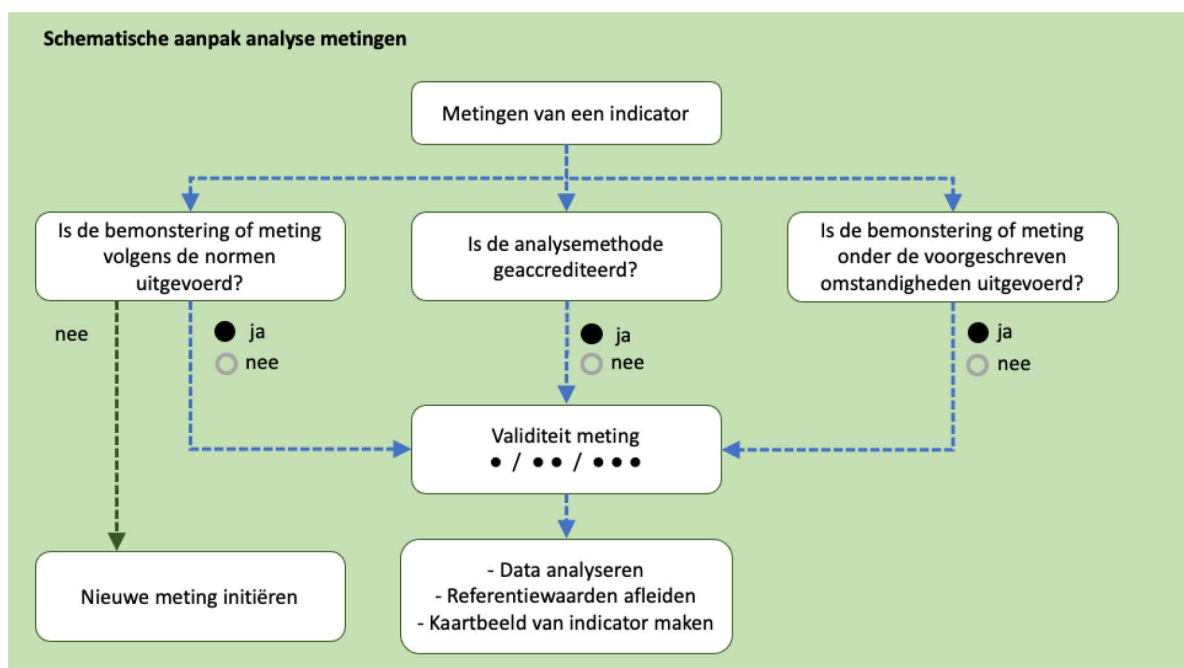 Schematische aanpak analyse metingen
Metingen van een indicator
Is de bemonstering of meting
volgens de normen
uitgevoerd?
Is de analysemethode
geaccrediteerd?
Is de bemonstering of meting
onder de voorgeschreven
omstandigheden uitgevoerd?
nee
ja
nee
ja
nee
ja
nee
Validiteit meting
• / • • / • • •
Nieuwe meting initiëren
- Data analyseren
- Referentiewaarden afleiden
- Kaartbeeld van indicator maken